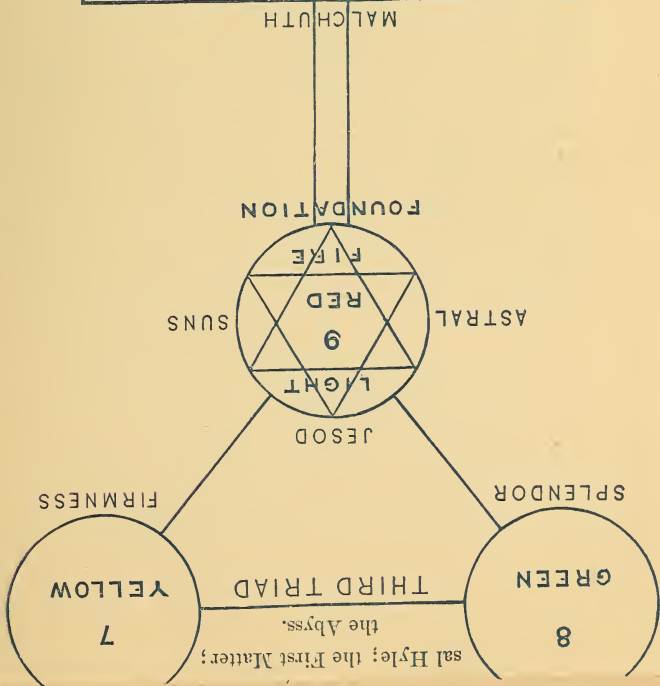 sal Hyle; the First Matter;
the Abyss.
8
GREEN
THIRD TRIAD
7
YELLOW
SPLENDOR
FIRMNESS
JESOD
LIGHT
9
ASTRAL
SUNS
RED
FIRE
FOUNDATION
MALCHUTH